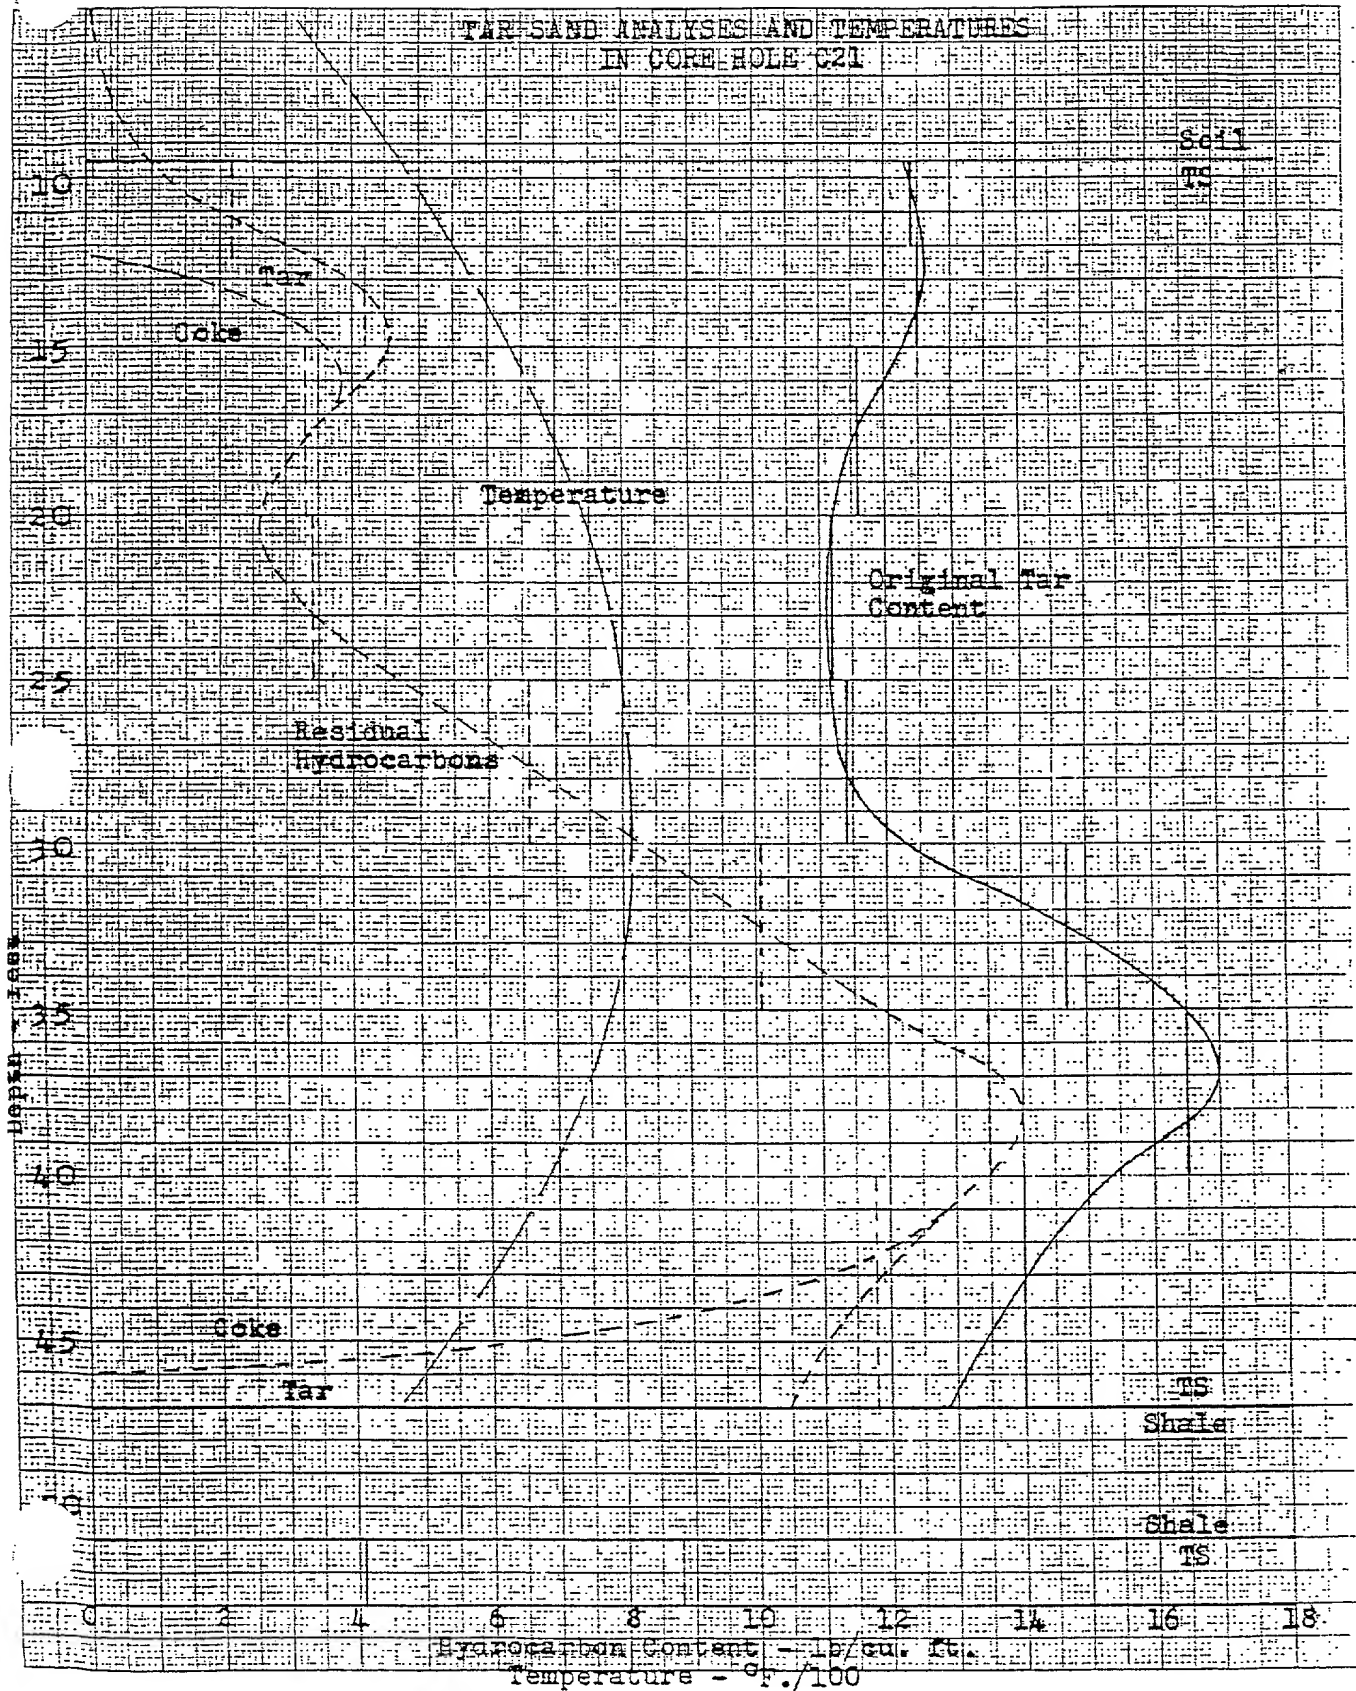 TAR SAND ANALYSES AND TEMPERATURES
IN CORE HOLE C21
Soil
TS
10
Tar
Coke
15
Temperature
20
Original Tar
Content
25
Residual
Hydrocarbons
30
Depth - Feet
35
40
Coke
45
Tar
TS
Shale
Shale
TS
0 2 4 6 8 10 12 14 16 18
Hydrocarbon Content - lb/cu. ft.
Temperature - °F./100